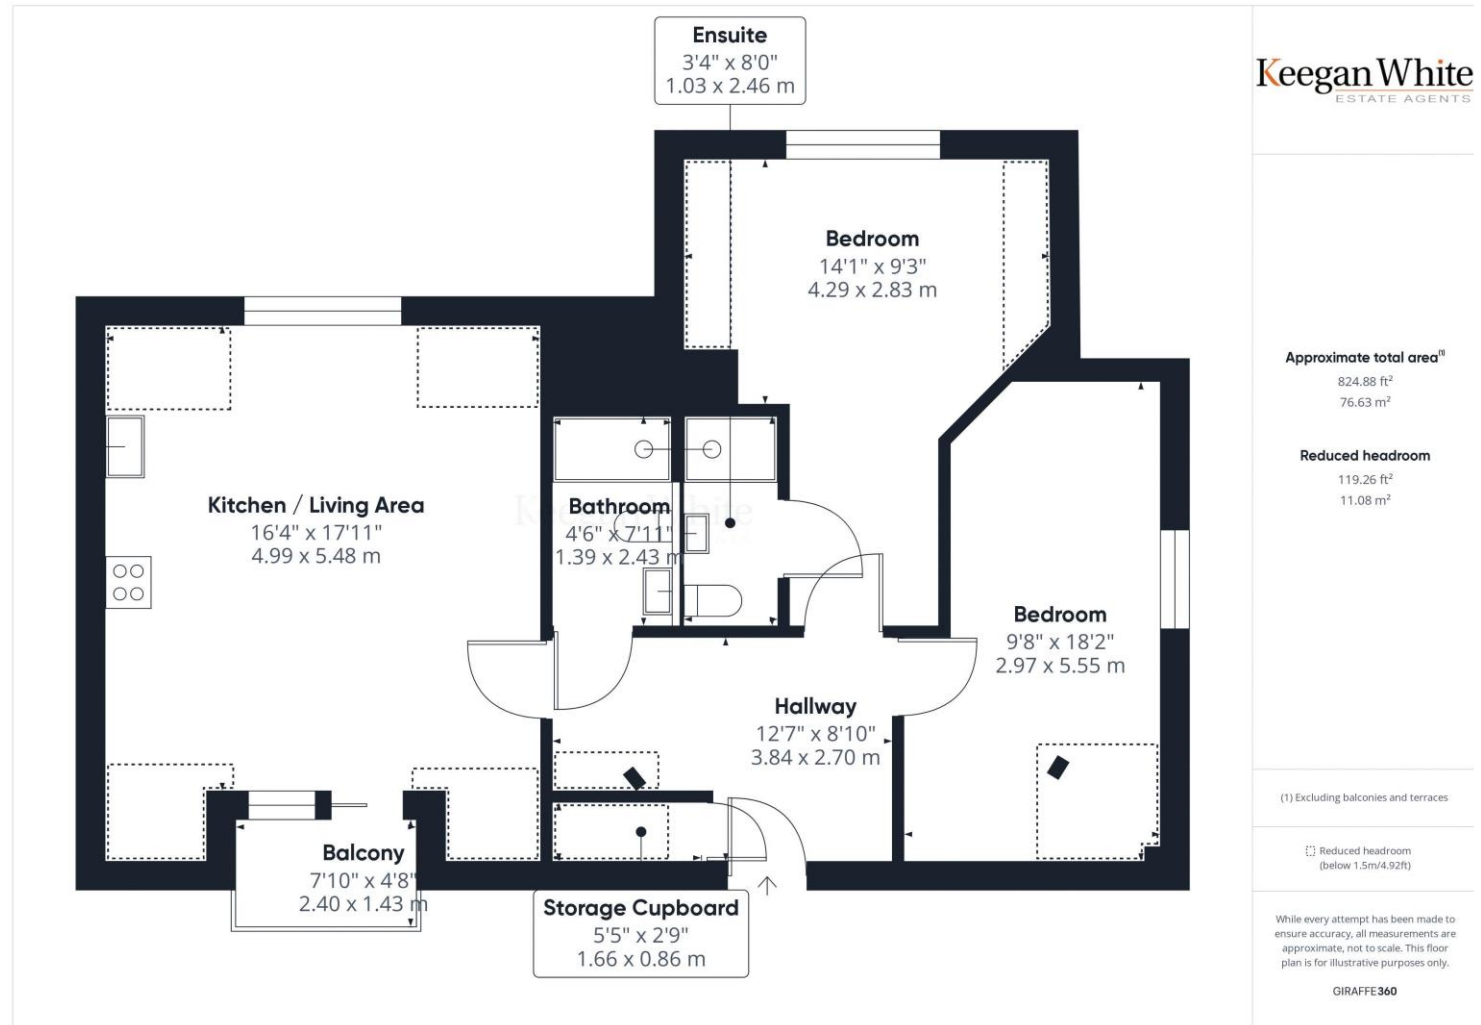 Ensuite
3'4" x 8'0"
1.03 x 2.46 m
Keegan White
ESTATE AGENTS
Bedroom
14'1" x 9'3"
4.29 x 2.83 m
Kitchen / Living Area
16'4" x 17'11"
4.99 x 5.48 m
Keegan White
Bathroom
4'6" x 7'11"
1.39 x 2.43 m
Bedroom
9'8" x 18'2"
2.97 x 5.55 m
Hallway
12'7" x 8'10"
3.84 x 2.70 m
Balcony
7'10" x 4'8"
2.40 x 1.43 m
Storage Cupboard
5'5" x 2'9"
1.66 x 0.86 m
Approximate total area(1)
824.88 ft²
76.63 m²
Reduced headroom
119.26 ft²
11.08 m²
(1) Excluding balconies and terraces
Reduced headroom
(below 1.5m/4.92ft)
While every attempt has been made to
ensure accuracy, all measurements are
approximate, not to scale. This floor
plan is for illustrative purposes only.
GIRAFFE360